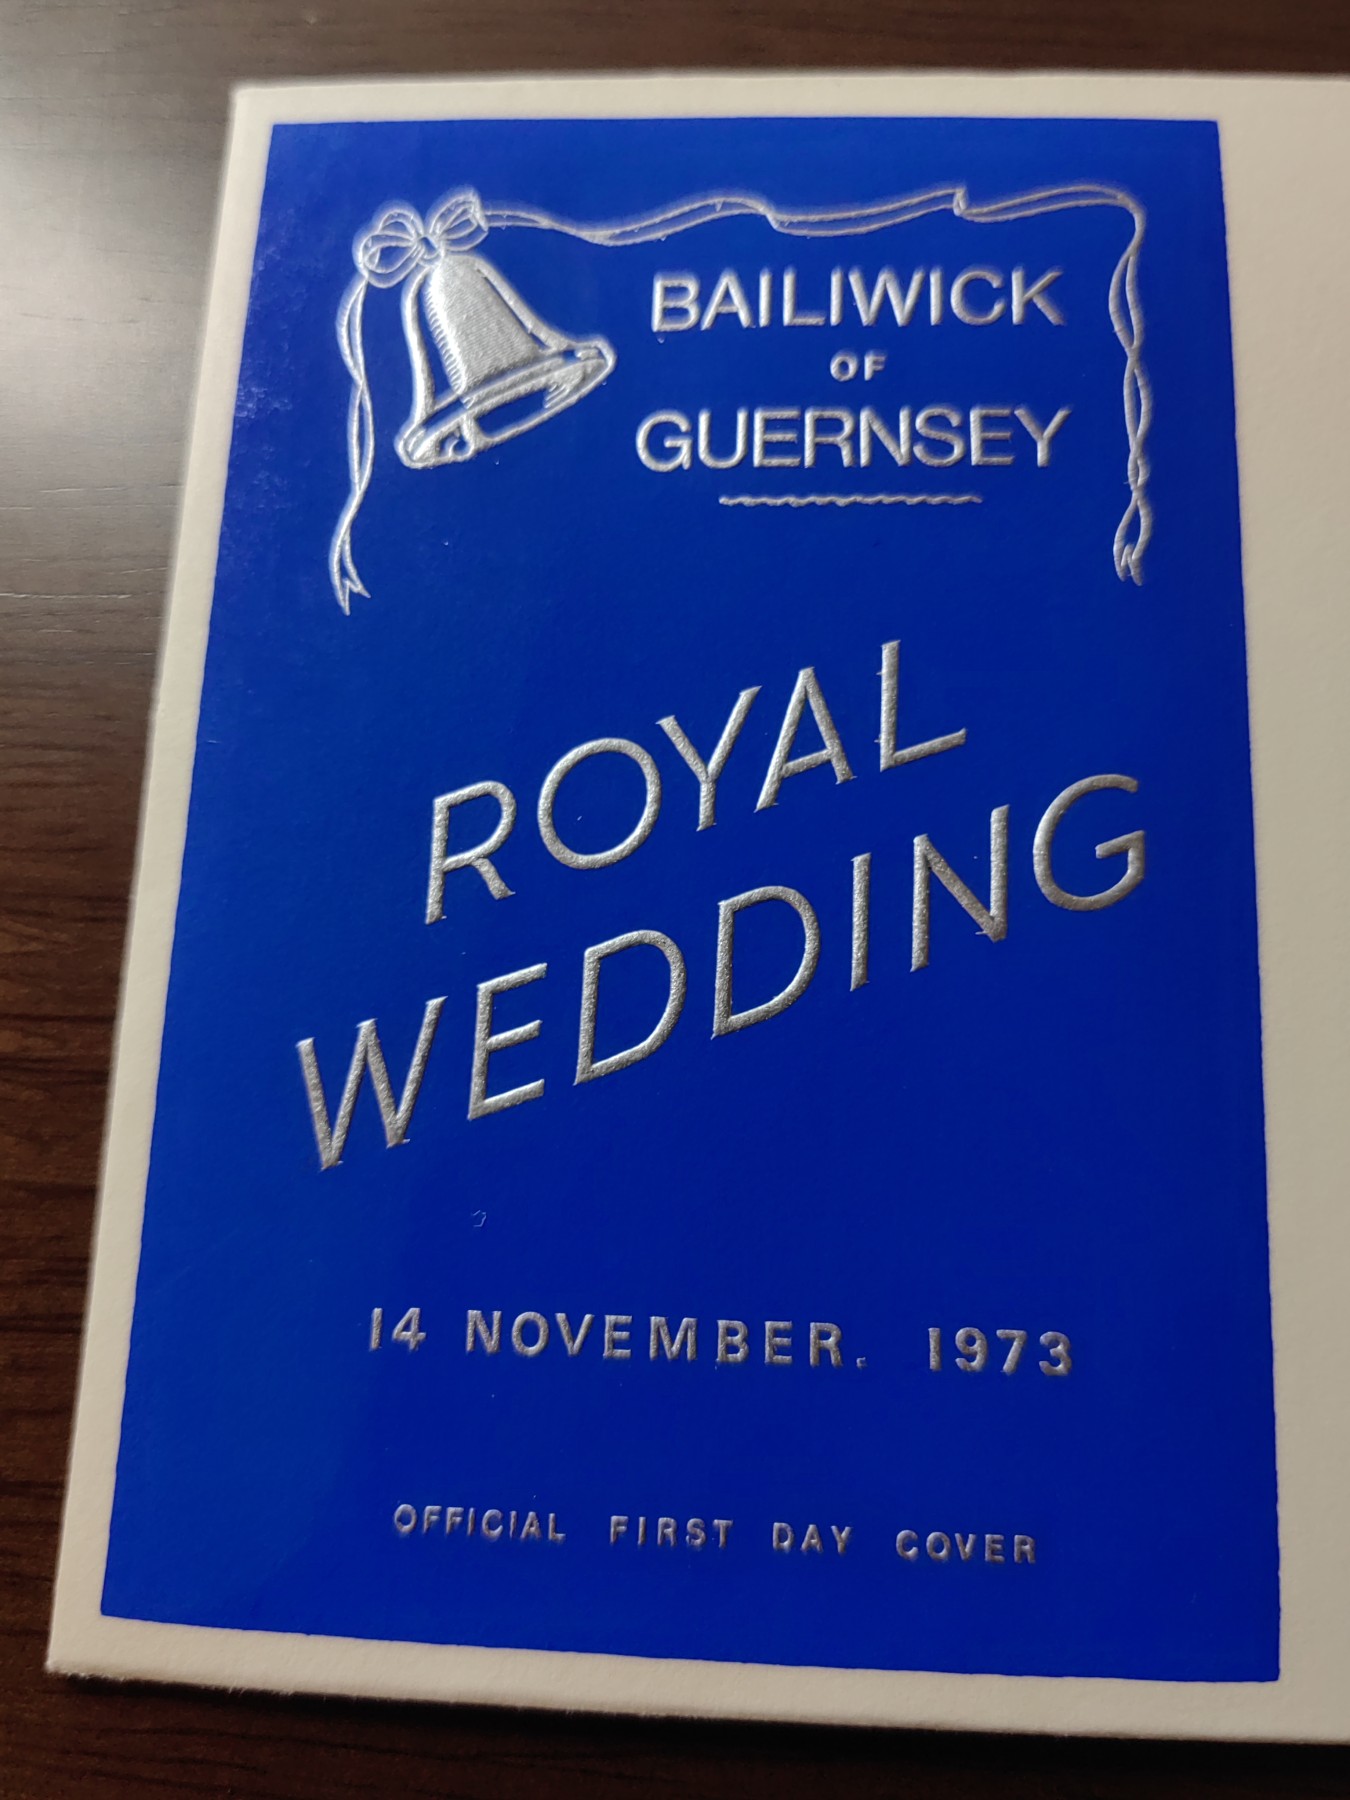 BAILIWICK
OF
GUERNSEY
ROYAL
WEDDING
14 NOVEMBER. 1973
OFFICIAL FIRST DAY COVER